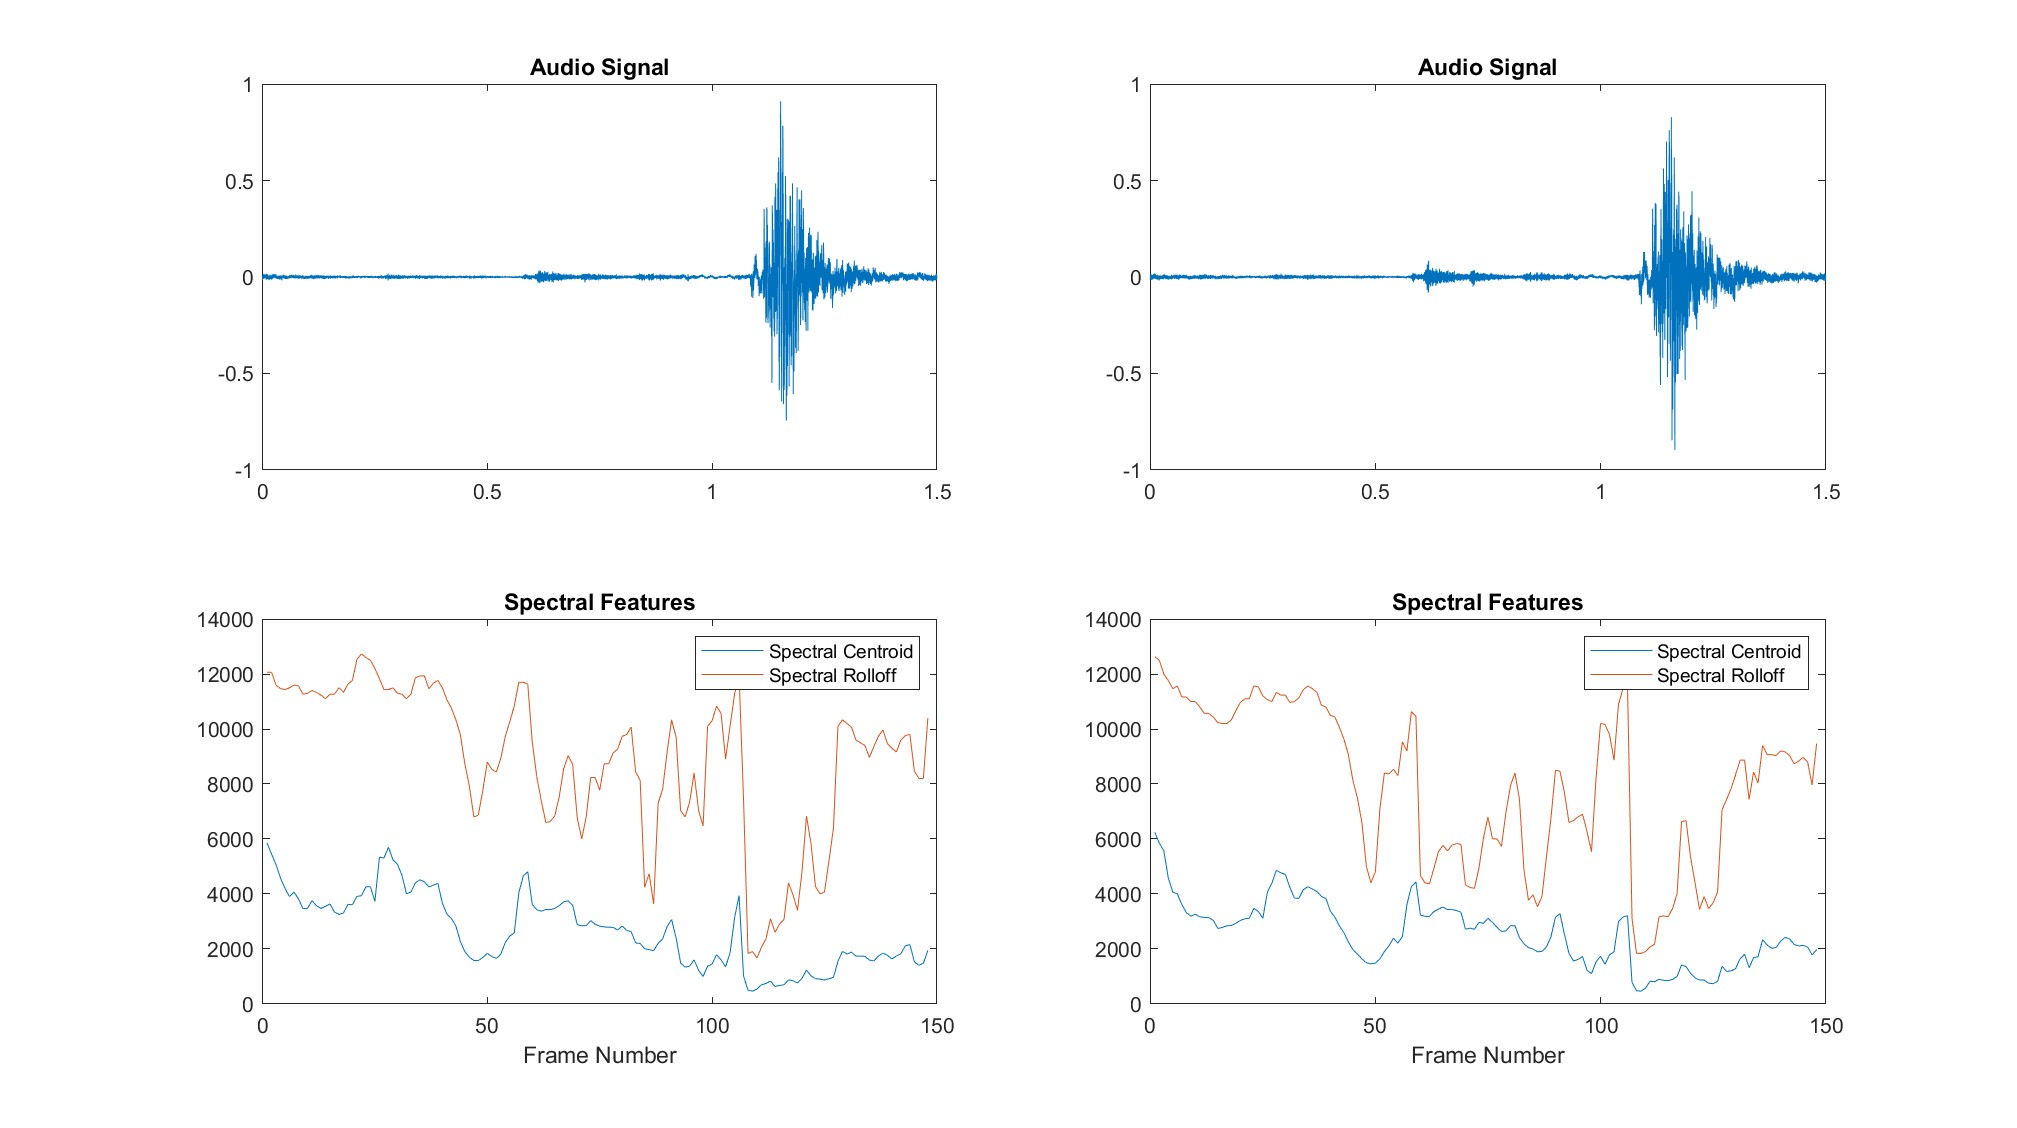 Audio Signal
1
0.5
0
-0.5
-1
0 0.5 1 1.5
Audio Signal
1
0.5
0
-0.5
-1
0 0.5 1 1.5
Spectral Features
14000
12000
10000
8000
6000
4000
2000
0
Spectral Centroid
Spectral Rolloff
0 50 100 150
Frame Number
Spectral Features
14000
12000
10000
8000
6000
4000
2000
0
Spectral Centroid
Spectral Rolloff
0 50 100 150
Frame Number